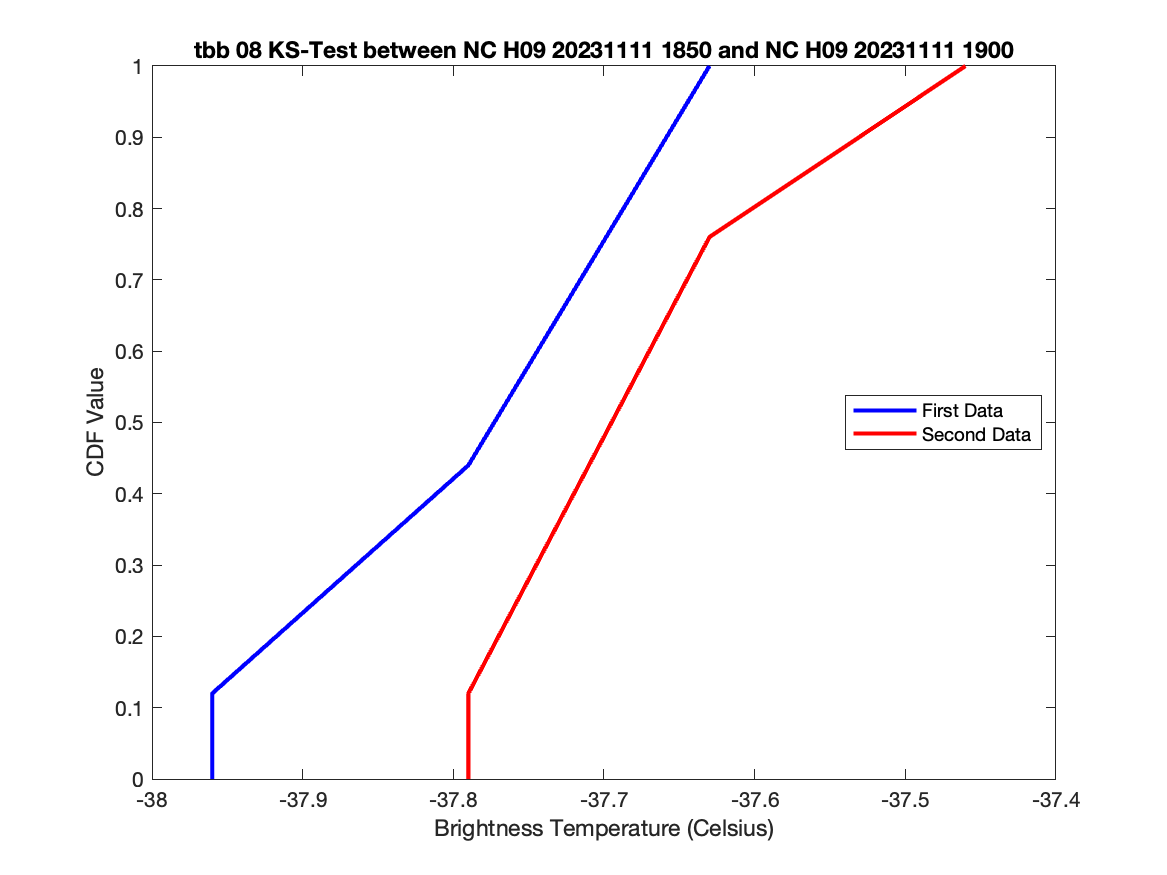 tbb 08 KS-Test between NC H09 20231111 1850 and NC H09 20231111 1900
1
0.9
0.8
0.7
0.6
0.5
0.4
0.3
0.2
0.1
0
CDF Value
First Data
Second Data
-38 -37.9 -37.8 -37.7 -37.6 -37.5 -37.4
Brightness Temperature (Celsius)